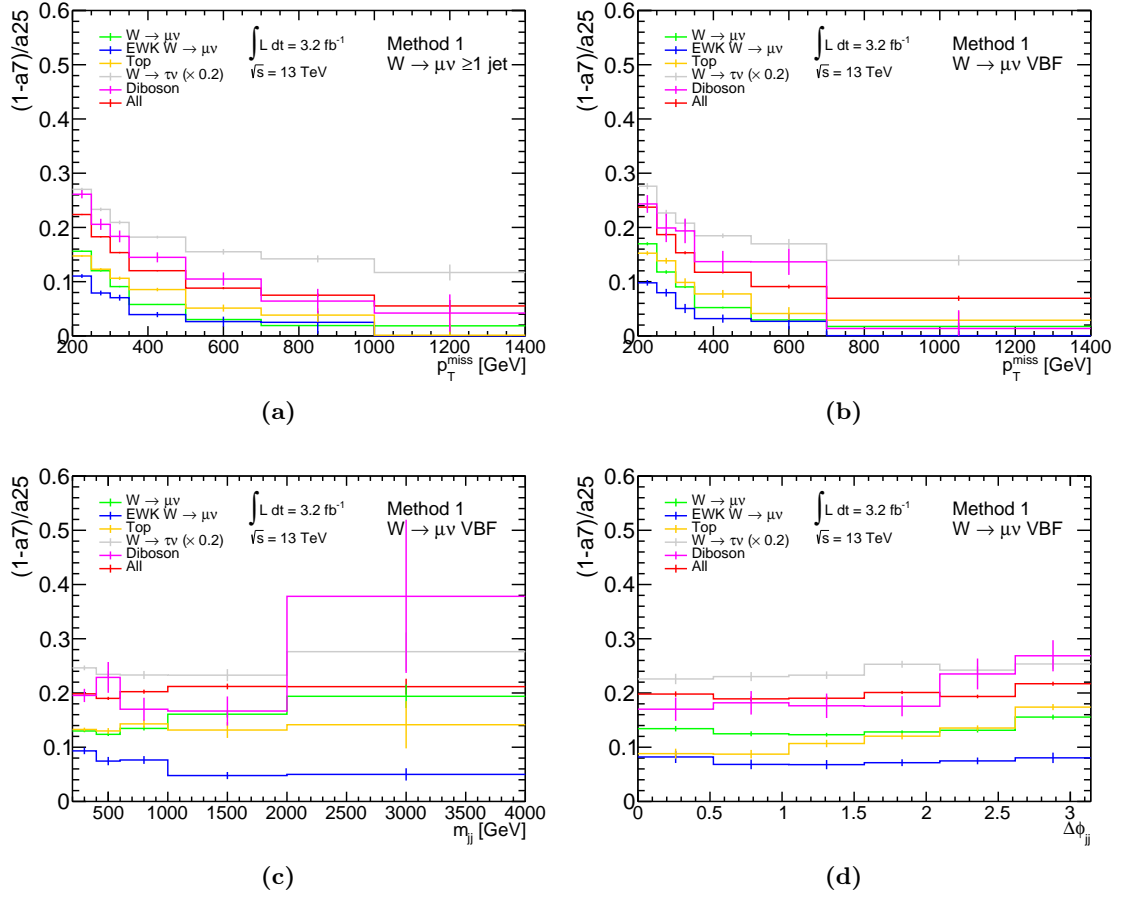 (1-a7)/a25
0.6
0.5
0.4
0.3
0.2
0.1
0
W → μν
EWK W → μν
Top
W → τν (× 0.2)
Diboson
All
∫ L dt = 3.2 fb⁻¹
√s = 13 TeV
Method 1
W → μν ≥1 jet
200 400 600 800 1000 1200 1400
p_T^miss [GeV]
(a)
(1-a7)/a25
0.6
0.5
0.4
0.3
0.2
0.1
0
W → μν
EWK W → μν
Top
W → τν (× 0.2)
Diboson
All
∫ L dt = 3.2 fb⁻¹
√s = 13 TeV
Method 1
W → μν VBF
200 400 600 800 1000 1200 1400
p_T^miss [GeV]
(b)
(1-a7)/a25
0.6
0.5
0.4
0.3
0.2
0.1
0
W → μν
EWK W → μν
Top
W → τν (× 0.2)
Diboson
All
∫ L dt = 3.2 fb⁻¹
√s = 13 TeV
Method 1
W → μν VBF
500 1000 1500 2000 2500 3000 3500 4000
m_jj [GeV]
(c)
(1-a7)/a25
0.6
0.5
0.4
0.3
0.2
0.1
0
W → μν
EWK W → μν
Top
W → τν (× 0.2)
Diboson
All
∫ L dt = 3.2 fb⁻¹
√s = 13 TeV
Method 1
W → μν VBF
0 0.5 1 1.5 2 2.5 3
Δϕ_jj
(d)